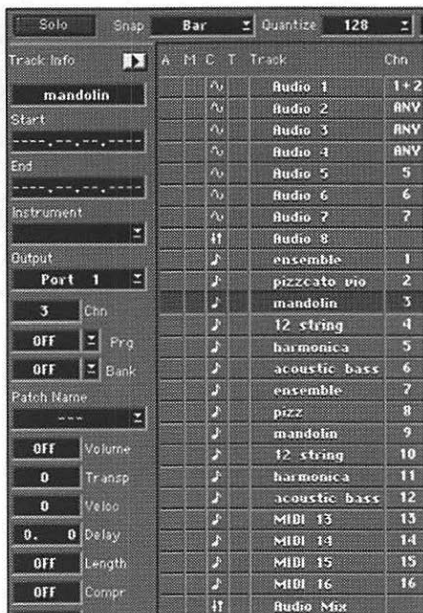 Solo Snap Bar Quantize 128
Track Info A M C T Track Chn
mandolin
Start
--.--.--.----
End
--.--.--.----
Instrument
Output
Port 1
3 Chn
OFF Prg
OFF Bank
Patch Name
---
OFF Volume
0 Transp
0 Veloc
0. 0 Delay
OFF Length
OFF Compr
Audio 1 1+2
Audio 2 ANY
Audio 3 ANY
Audio 4 ANY
Audio 5 5
Audio 6 6
Audio 7 7
Audio 8
ensemble 1
pizzcato vio 2
mandolin 3
12 string 4
harmonica 5
acoustic bass 6
ensemble 7
pizz 8
mandolin 9
12 string 10
harmonica 11
acoustic bass 12
MIDI 13 13
MIDI 14 14
MIDI 15 15
MIDI 16 16
Audio Mix